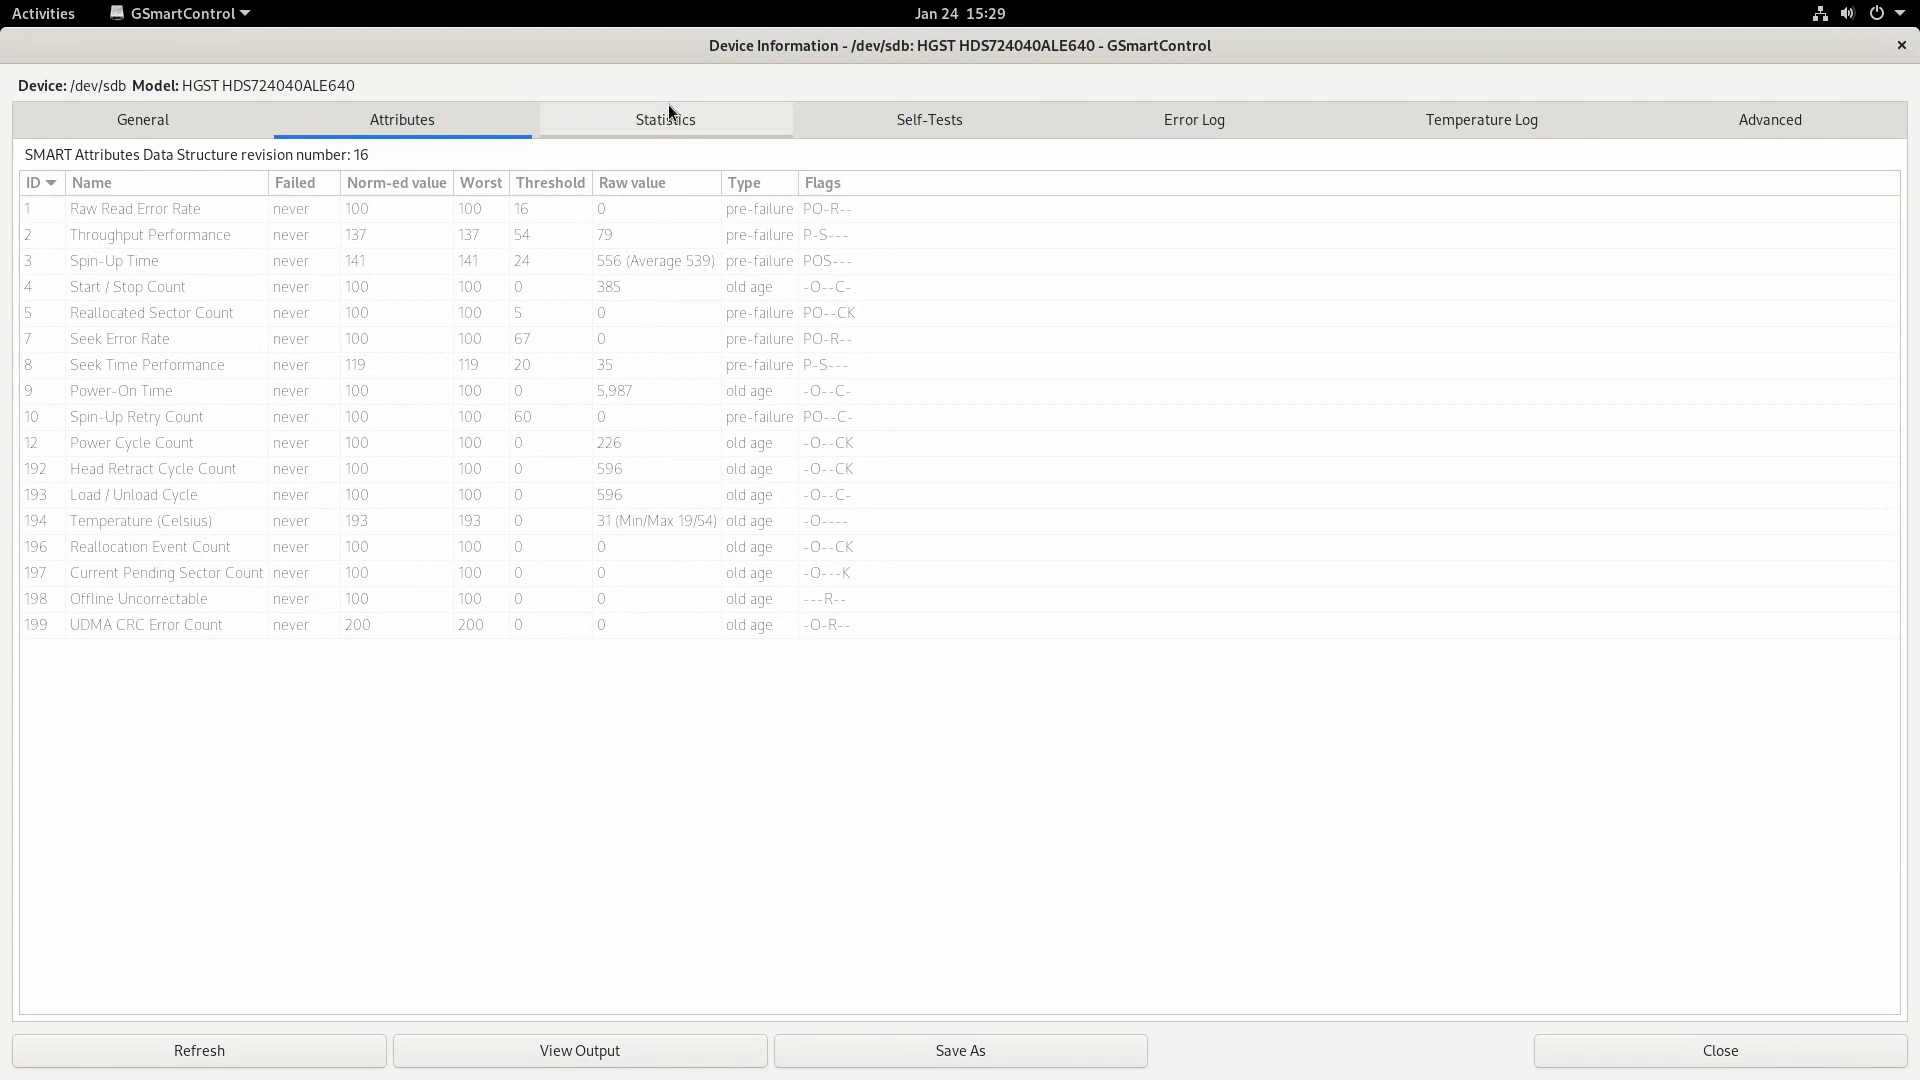 Activities GSmartControl Jan 24 15:29
Device Information - /dev/sdb: HGST HDS724040ALE640 - GSmartControl ×
Device: /dev/sdb Model: HGST HDS724040ALE640
General Attributes Statistics Self-Tests Error Log Temperature Log Advanced
SMART Attributes Data Structure revision number: 16
ID Name Failed Norm-ed value Worst Threshold Raw value Type Flags
1 Raw Read Error Rate never 100 100 16 0 pre-failure PO-R--
2 Throughput Performance never 137 137 54 79 pre-failure P-S---
3 Spin-Up Time never 141 141 24 556 (Average 539) pre-failure POS---
4 Start / Stop Count never 100 100 0 385 old age -O--C-
5 Reallocated Sector Count never 100 100 5 0 pre-failure PO--CK
7 Seek Error Rate never 100 100 67 0 pre-failure PO-R--
8 Seek Time Performance never 119 119 20 35 pre-failure P-S---
9 Power-On Time never 100 100 0 5,987 old age -O--C-
10 Spin-Up Retry Count never 100 100 60 0 pre-failure PO--C-
12 Power Cycle Count never 100 100 0 226 old age -O--CK
192 Head Retract Cycle Count never 100 100 0 596 old age -O--CK
193 Load / Unload Cycle never 100 100 0 596 old age -O--C-
194 Temperature (Celsius) never 193 193 0 31 (Min/Max 19/54) old age -O----
196 Reallocation Event Count never 100 100 0 0 old age -O--CK
197 Current Pending Sector Count never 100 100 0 0 old age -O---K
198 Offline Uncorrectable never 100 100 0 0 old age ---R--
199 UDMA CRC Error Count never 200 200 0 0 old age -O-R--
Refresh View Output Save As Close